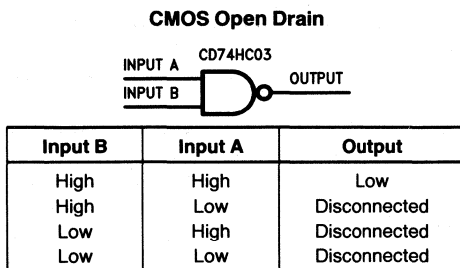 CMOS Open Drain
CD74HC03
INPUT A
OUTPUT
INPUT B
Input B Input A Output
High High Low
High Low Disconnected
Low High Disconnected
Low Low Disconnected